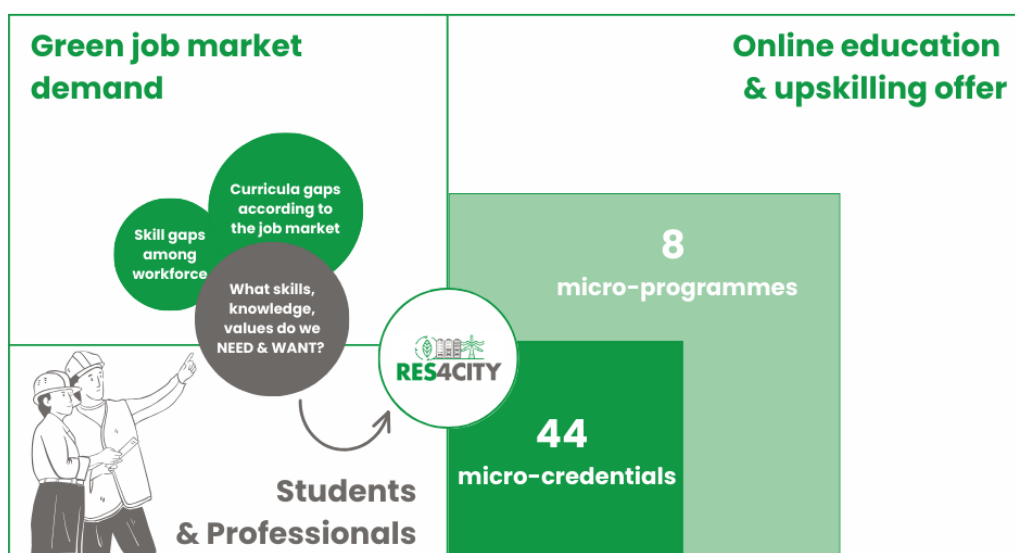 Green job market
demand
Online education
& upskilling offer
Curricula gaps
according to
the job market
Skill gaps
among
workforce
What skills,
knowledge,
values do we
NEED & WANT?
8
micro-programmes
RES4CITY
44
micro-credentials
Students
& Professionals